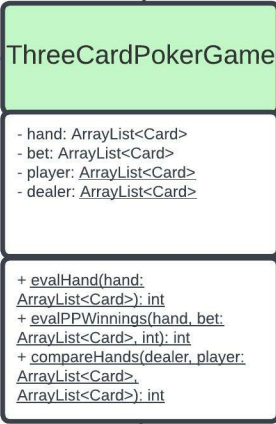 ThreeCardPokerGame
- hand: ArrayList<Card>
- bet: ArrayList<Card>
- player: ArrayList<Card>
- dealer: ArrayList<Card>
+ evalHand(hand:
ArrayList<Card>): int
+ evalPPWinnings(hand, bet:
ArrayList<Card>, int): int
+ compareHands(dealer, player:
ArrayList<Card>,
ArrayList<Card>): int